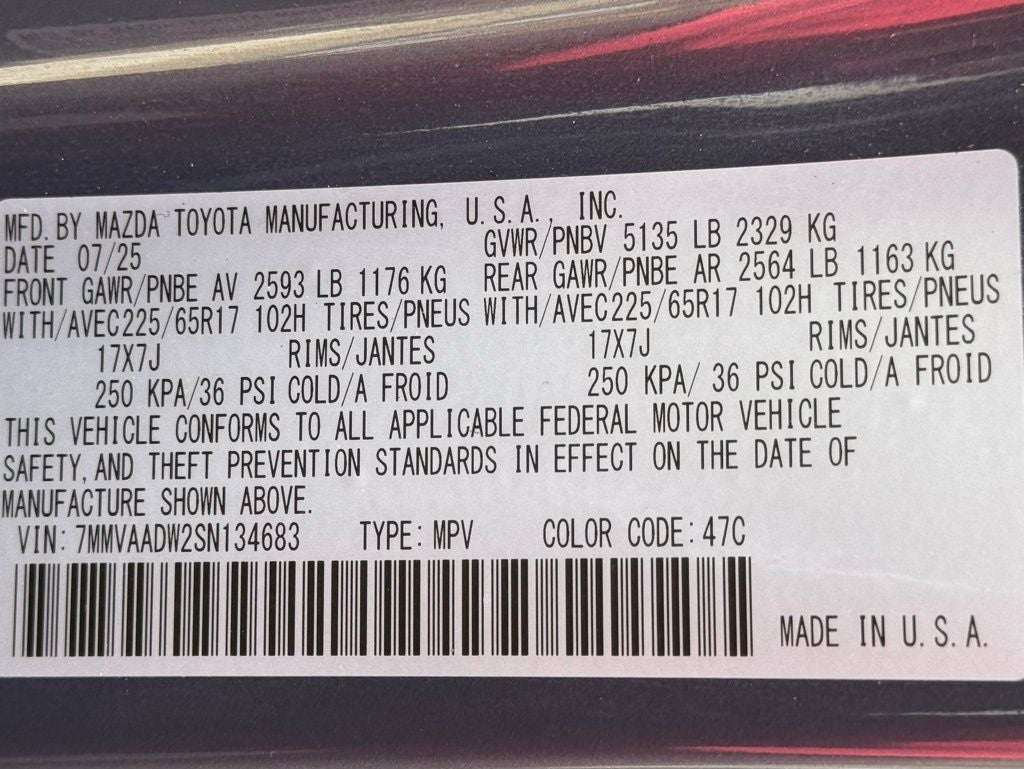 MFD. BY MAZDA TOYOTA MANUFACTURING, U.S.A., INC.
DATE 07/25 GVWR/PNBV 5135 LB 2329 KG
FRONT GAWR/PNBE AV 2593 LB 1176 KG REAR GAWR/PNBE AR 2564 LB 1163 KG
WITH/AVEC225/65R17 102H TIRES/PNEUS WITH/AVEC225/65R17 102H TIRES/PNEUS
17X7J RIMS/JANTES 17X7J RIMS/JANTES
250 KPA/36 PSI COLD/A FROID 250 KPA/ 36 PSI COLD/A FROID
THIS VEHICLE CONFORMS TO ALL APPLICABLE FEDERAL MOTOR VEHICLE
SAFETY, AND THEFT PREVENTION STANDARDS IN EFFECT ON THE DATE OF
MANUFACTURE SHOWN ABOVE.
VIN: 7MMVAADW2SN134683 TYPE: MPV COLOR CODE: 47C
MADE IN U.S.A.